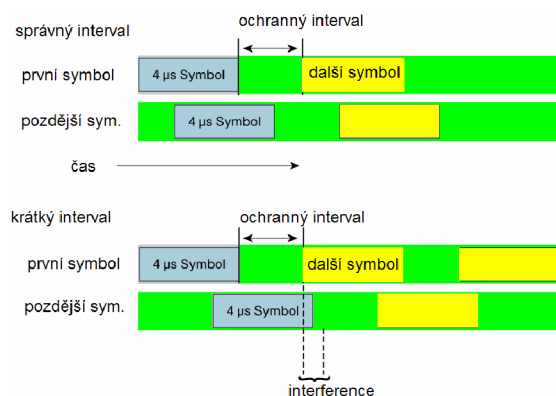 správný interval
ochranný interval
první symbol
4 µs Symbol
další symbol
pozdější sym.
4 µs Symbol
čas
krátký interval
ochranný interval
první symbol
4 µs Symbol
další symbol
pozdější sym.
4 µs Symbol
interference